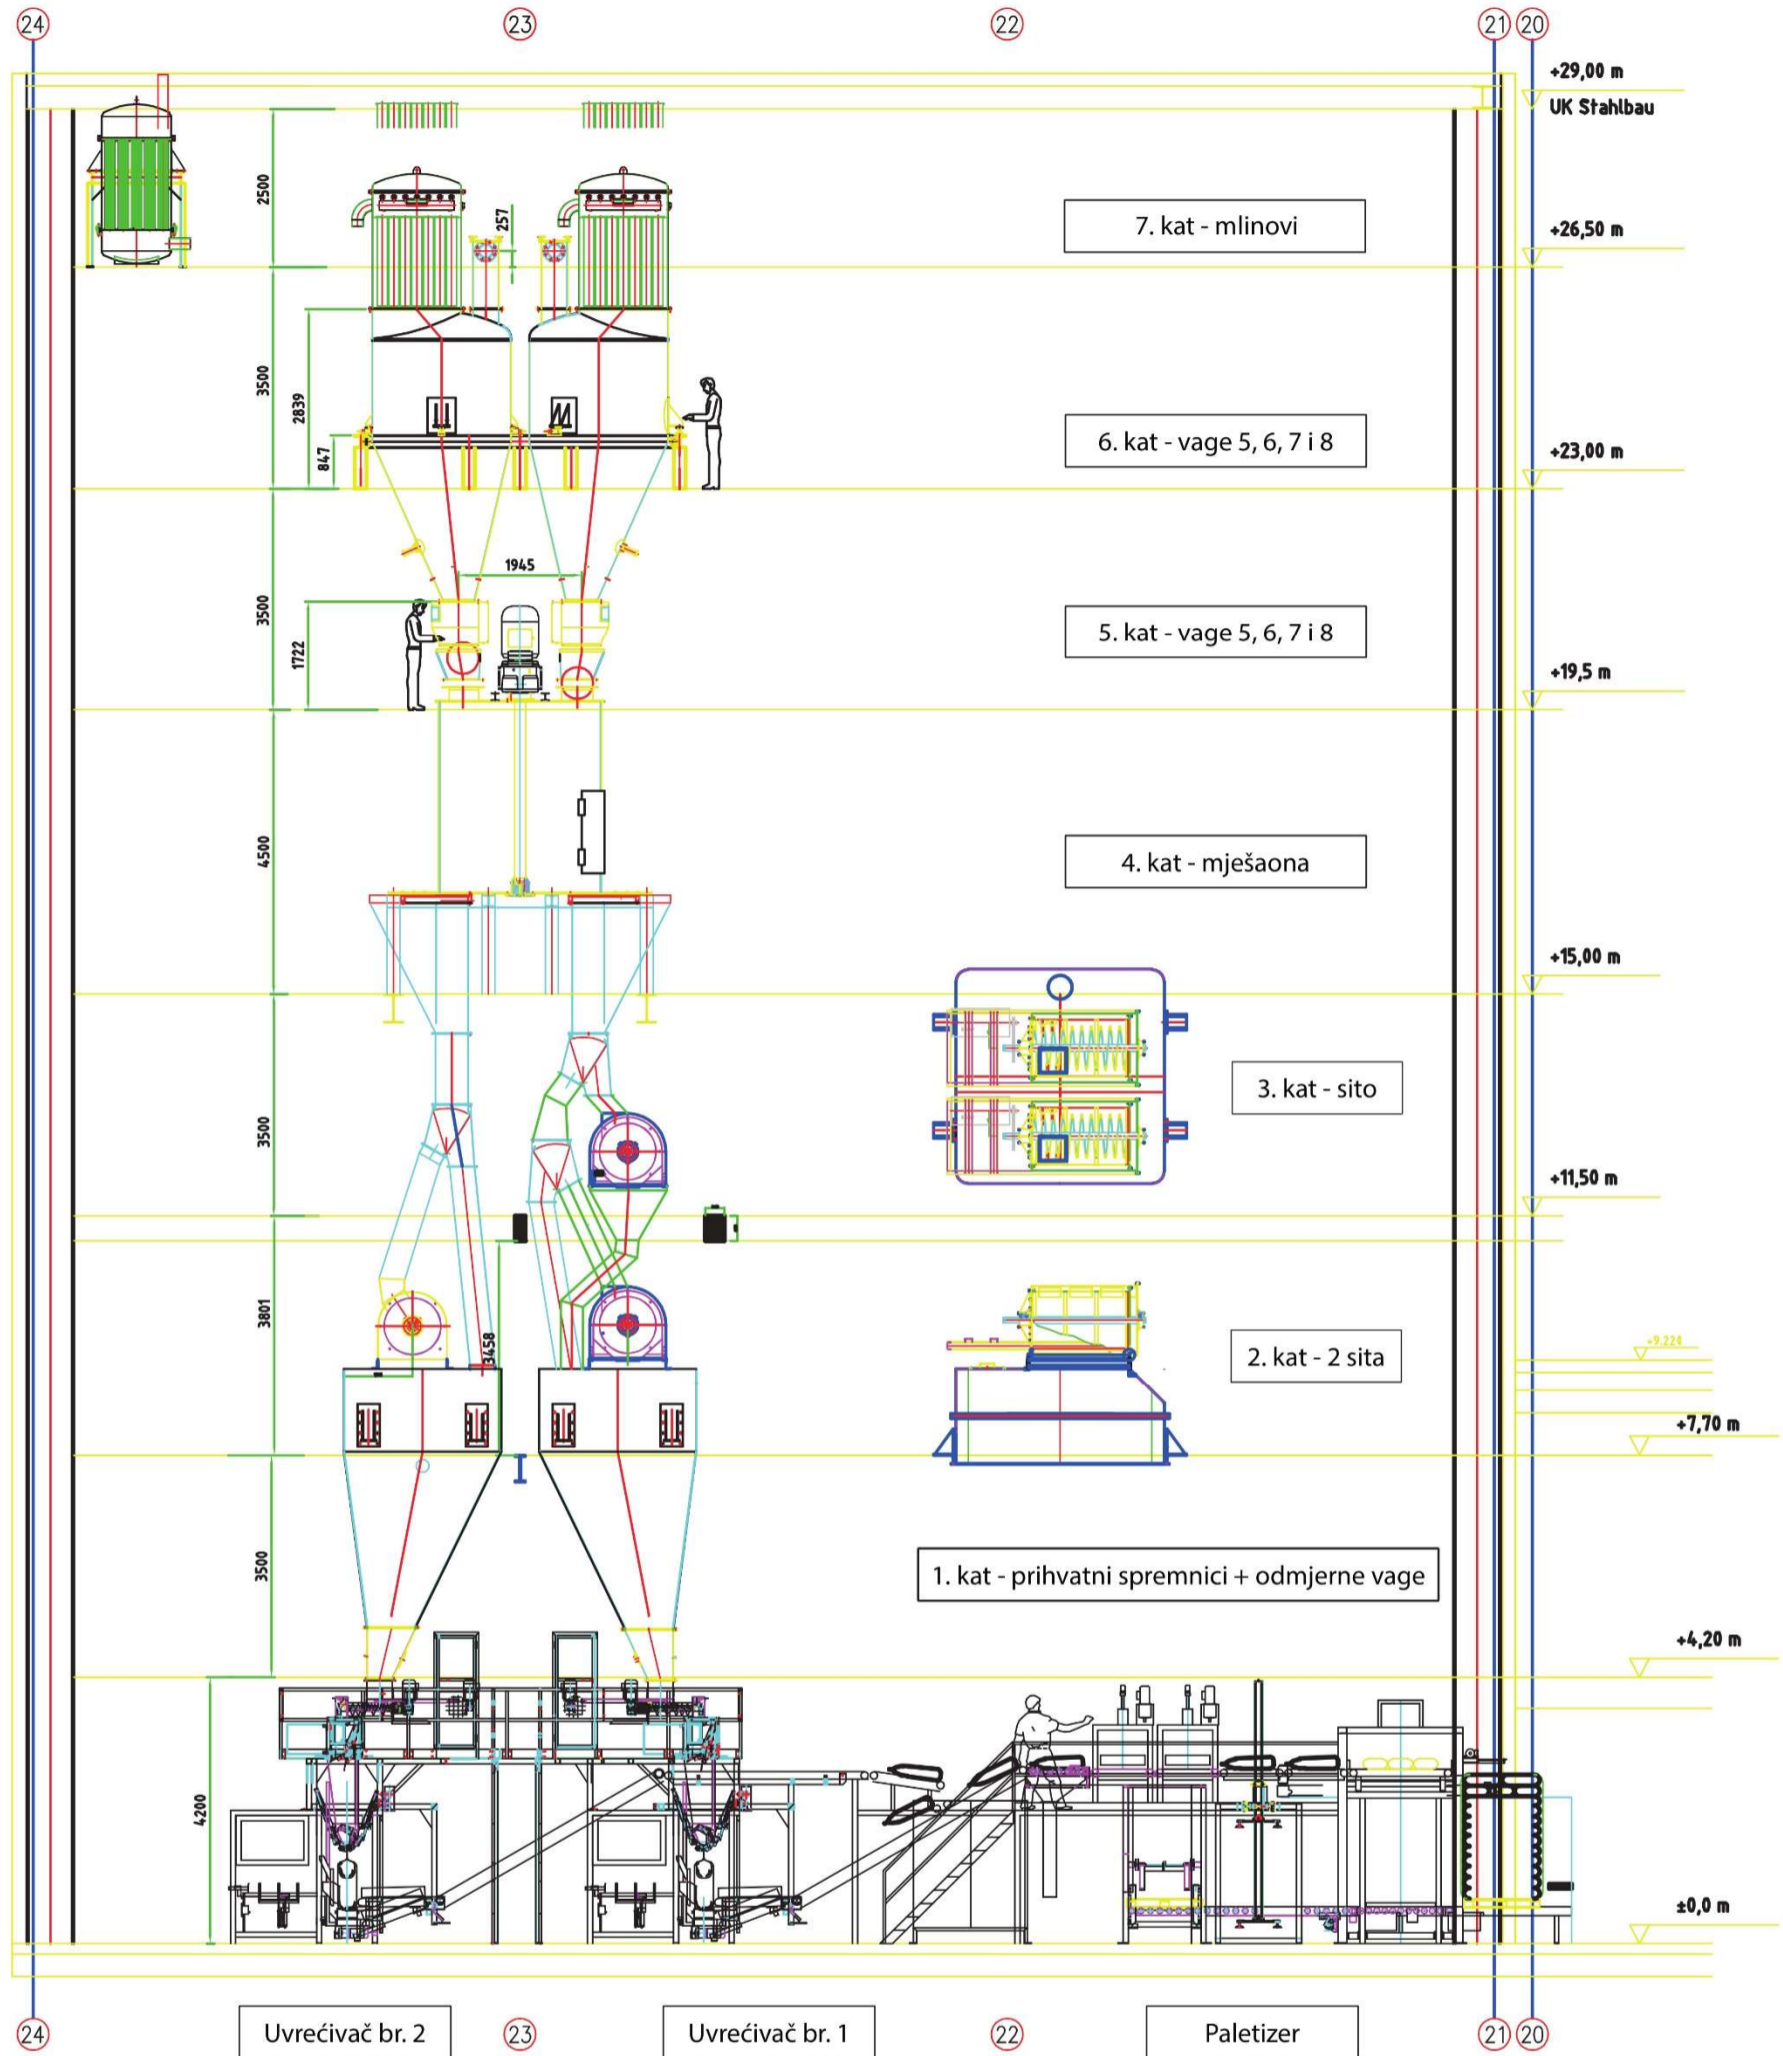 24 23 22 21 20
+29,00 m
UK Stahlbau
2500
257
7. kat - mlinovi
+26,50 m
3500
2839
847
6. kat - vage 5, 6, 7 i 8
+23,00 m
1945
3500
1722
5. kat - vage 5, 6, 7 i 8
+19,5 m
4500
4. kat - mješaona
+15,00 m
3500
3. kat - sito
+11,50 m
3801
3458
2. kat - 2 sita
+9.220
+7,70 m
3500
1. kat - prihvatni spremnici + odmjerne vage
+4,20 m
4200
±0,0 m
24 Uvrećivač br. 2 23 Uvrećivač br. 1 22 Paletizer 21 20